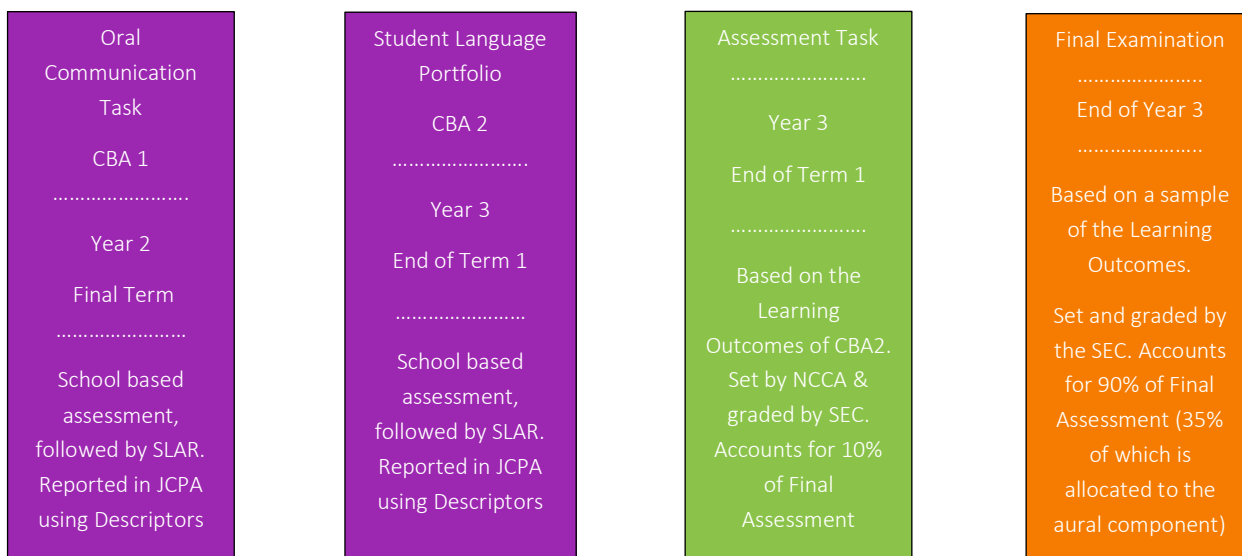 Oral
Communication
Task
CBA 1
…………………….
Year 2
Final Term
……………………
School based
assessment,
followed by SLAR.
Reported in JCPA
using Descriptors
Student Language
Portfolio
CBA 2
…………………….
Year 3
End of Term 1
……………………
School based
assessment,
followed by SLAR.
Reported in JCPA
using Descriptors
Assessment Task
…………………….
Year 3
End of Term 1
…………………….
Based on the
Learning
Outcomes of CBA2.
Set by NCCA &
graded by SEC.
Accounts for 10%
of Final
Assessment
Final Examination
…………………..
End of Year 3
…………………..
Based on a sample
of the Learning
Outcomes.
Set and graded by
the SEC. Accounts
for 90% of Final
Assessment (35%
of which is
allocated to the
aural component)